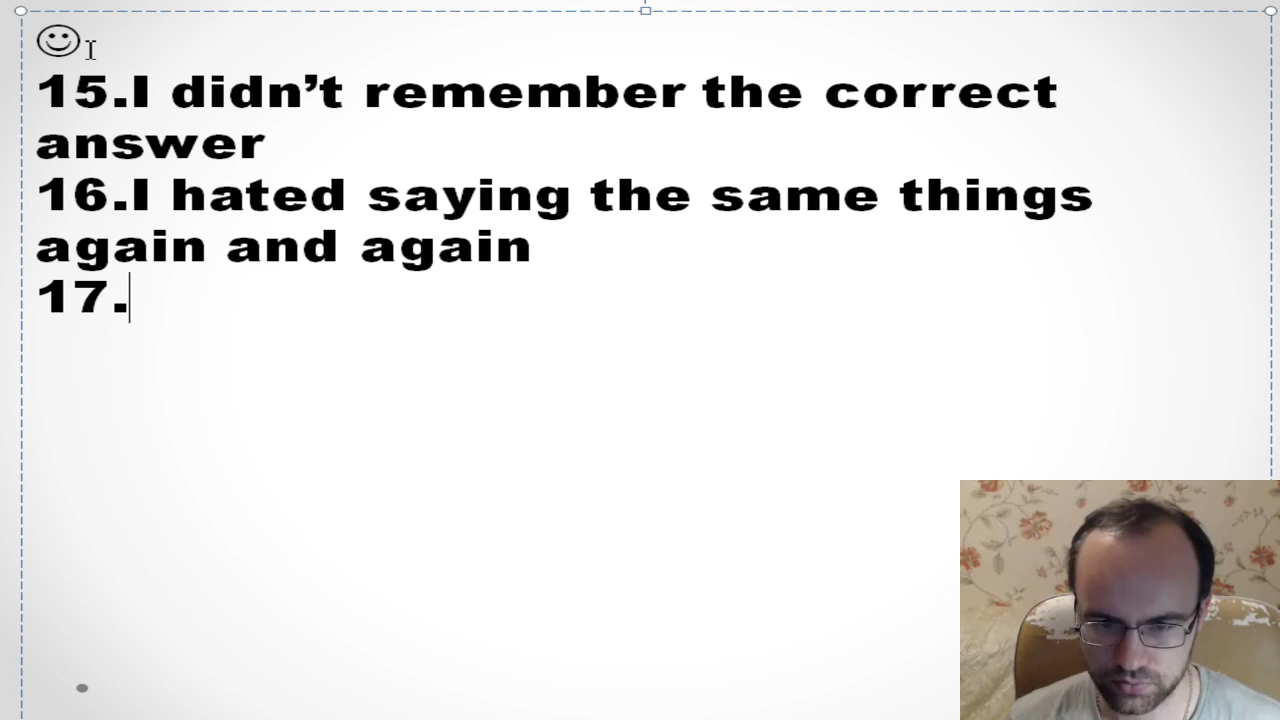 15.I didn’t remember the correct
answer
16.I hated saying the same things
again and again
17.